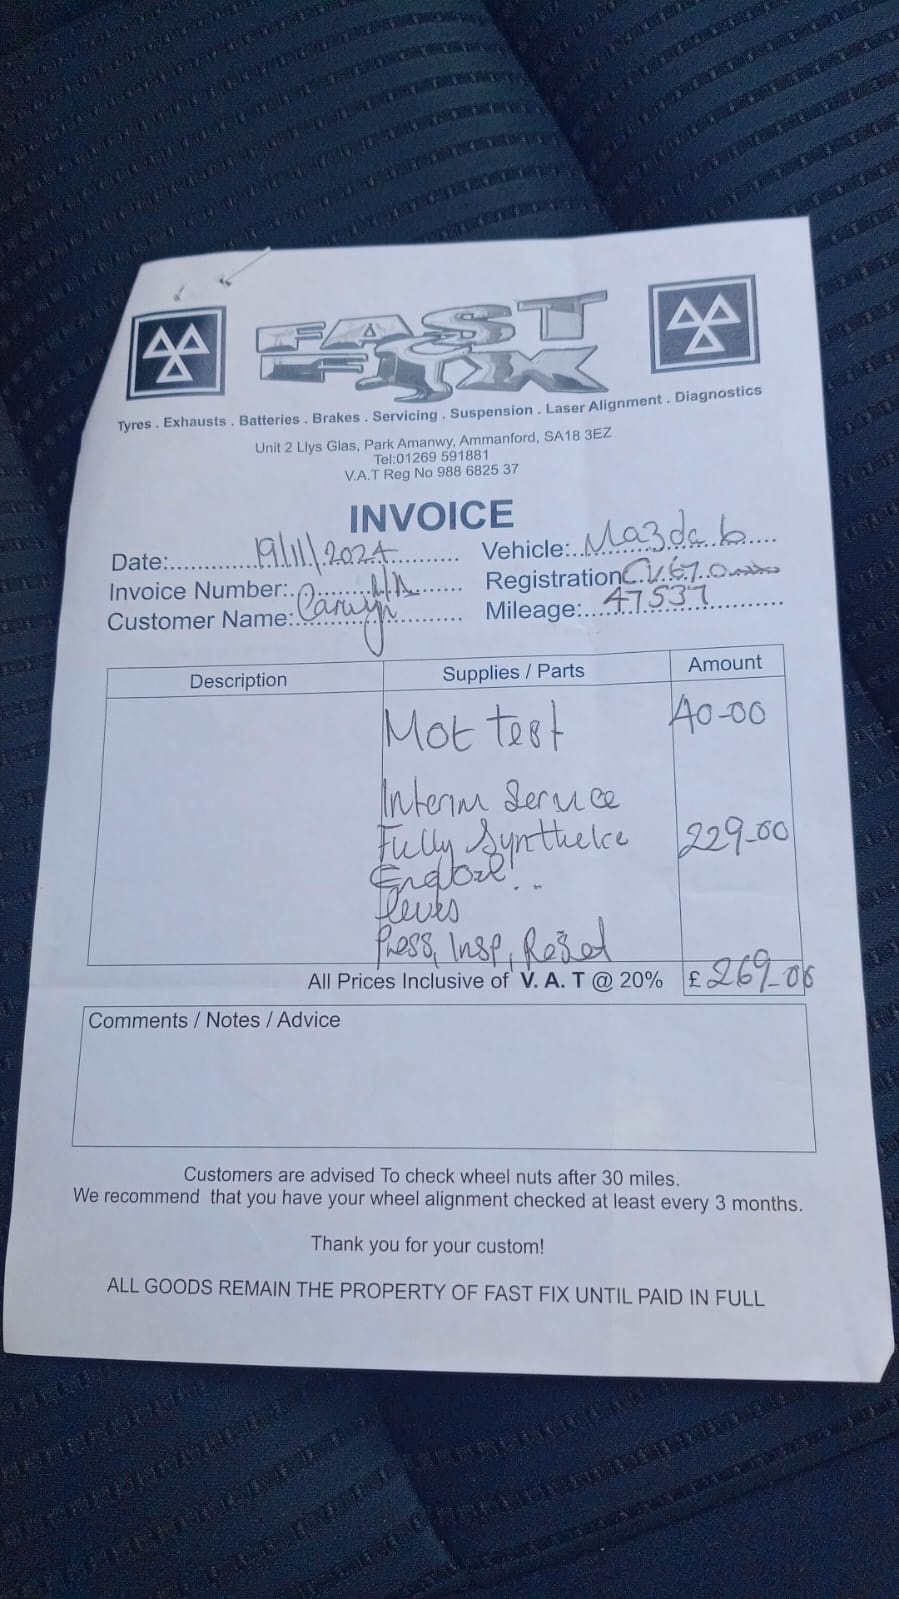 FAST
FIX
Tyres . Exhausts . Batteries . Brakes . Servicing . Suspension . Laser Alignment . Diagnostics
Unit 2 Llys Glas, Park Amanwy, Ammanford, SA18 3EZ
Tel:01269 591881
V.A.T Reg No 988 6825 37
INVOICE
Date: 19/11/2024
Vehicle: Mazda 6
Invoice Number:
Registration
Customer Name: Carwyn
Mileage: 47537
Description Supplies / Parts Amount
Mot test 40-00
Interim Service
Fully Synthetice 229-00
Levels
Press, Insp, Reset
All Prices Inclusive of V. A. T @ 20% £ 269-00
Comments / Notes / Advice
Customers are advised To check wheel nuts after 30 miles.
We recommend that you have your wheel alignment checked at least every 3 months.
Thank you for your custom!
ALL GOODS REMAIN THE PROPERTY OF FAST FIX UNTIL PAID IN FULL